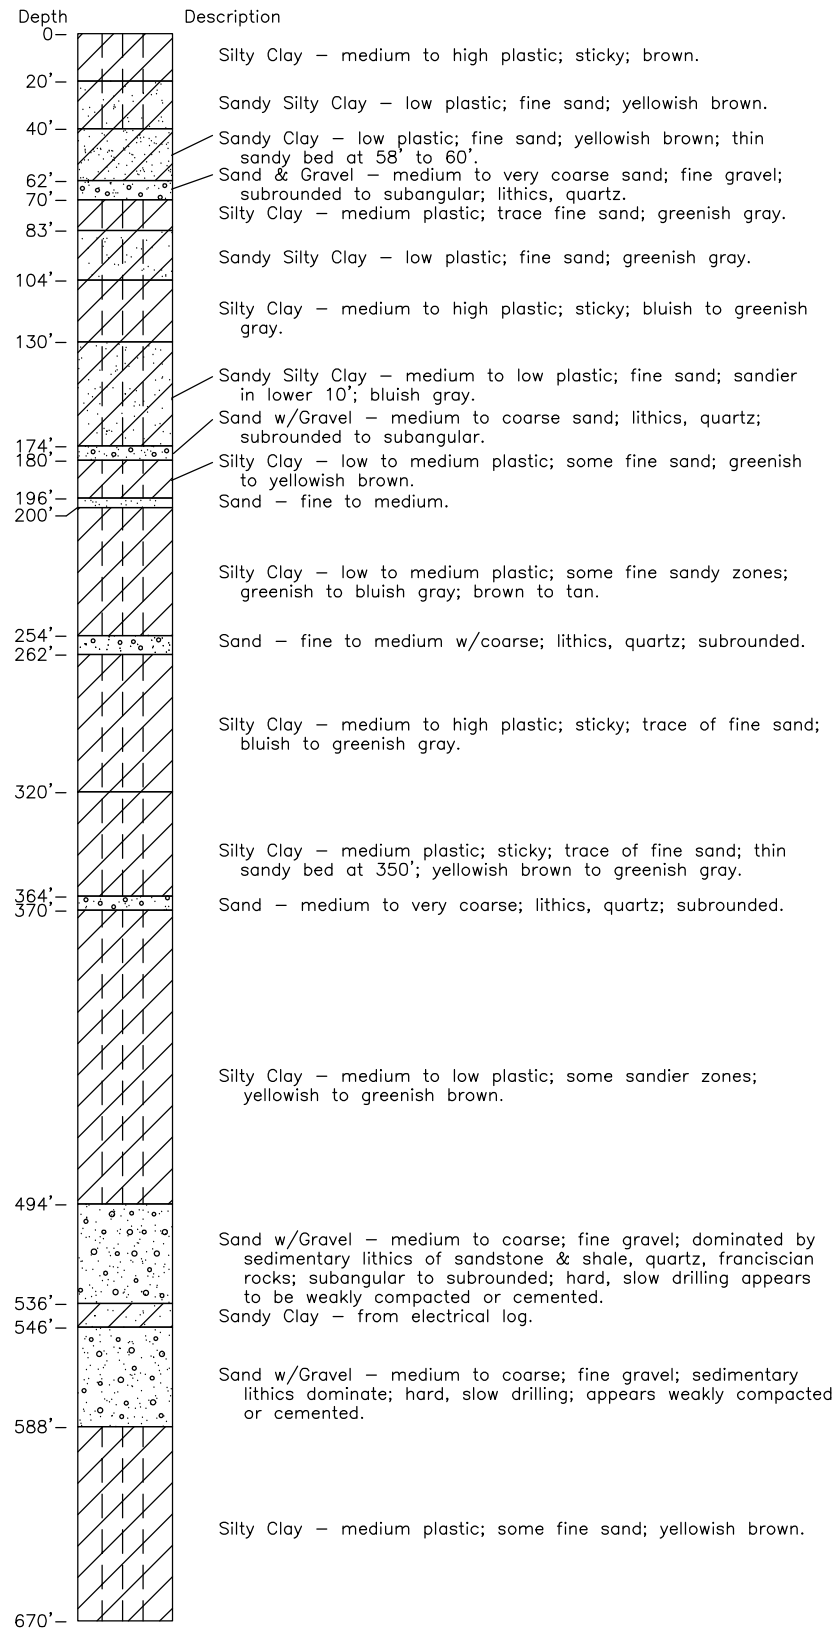 Depth Description
0–
Silty Clay – medium to high plastic; sticky; brown.
20'–
Sandy Silty Clay – low plastic; fine sand; yellowish brown.
40'–
Sandy Clay – low plastic; fine sand; yellowish brown; thin
sandy bed at 58' to 60'.
62'–
Sand & Gravel – medium to very coarse sand; fine gravel;
subrounded to subangular; lithics, quartz.
70'–
Silty Clay – medium plastic; trace fine sand; greenish gray.
83'–
Sandy Silty Clay – low plastic; fine sand; greenish gray.
104'–
Silty Clay – medium to high plastic; sticky; bluish to greenish
gray.
130'–
Sandy Silty Clay – medium to low plastic; fine sand; sandier
in lower 10'; bluish gray.
Sand w/Gravel – medium to coarse sand; lithics, quartz;
subrounded to subangular.
174'–
180'–
Silty Clay – low to medium plastic; some fine sand; greenish
to yellowish brown.
196'–
Sand – fine to medium.
200'–
Silty Clay – low to medium plastic; some fine sandy zones;
greenish to bluish gray; brown to tan.
254'–
Sand – fine to medium w/coarse; lithics, quartz; subrounded.
262'–
Silty Clay – medium to high plastic; sticky; trace of fine sand;
bluish to greenish gray.
320'–
Silty Clay – medium plastic; sticky; trace of fine sand; thin
sandy bed at 350'; yellowish brown to greenish gray.
364'–
Sand – medium to very coarse; lithics, quartz; subrounded.
370'–
Silty Clay – medium to low plastic; some sandier zones;
yellowish to greenish brown.
494'–
Sand w/Gravel – medium to coarse; fine gravel; dominated by
sedimentary lithics of sandstone & shale, quartz, franciscan
rocks; subangular to subrounded; hard, slow drilling appears
to be weakly compacted or cemented.
536'–
Sandy Clay – from electrical log.
546'–
Sand w/Gravel – medium to coarse; fine gravel; sedimentary
lithics dominate; hard, slow drilling; appears weakly compacted
or cemented.
588'–
Silty Clay – medium plastic; some fine sand; yellowish brown.
670'–